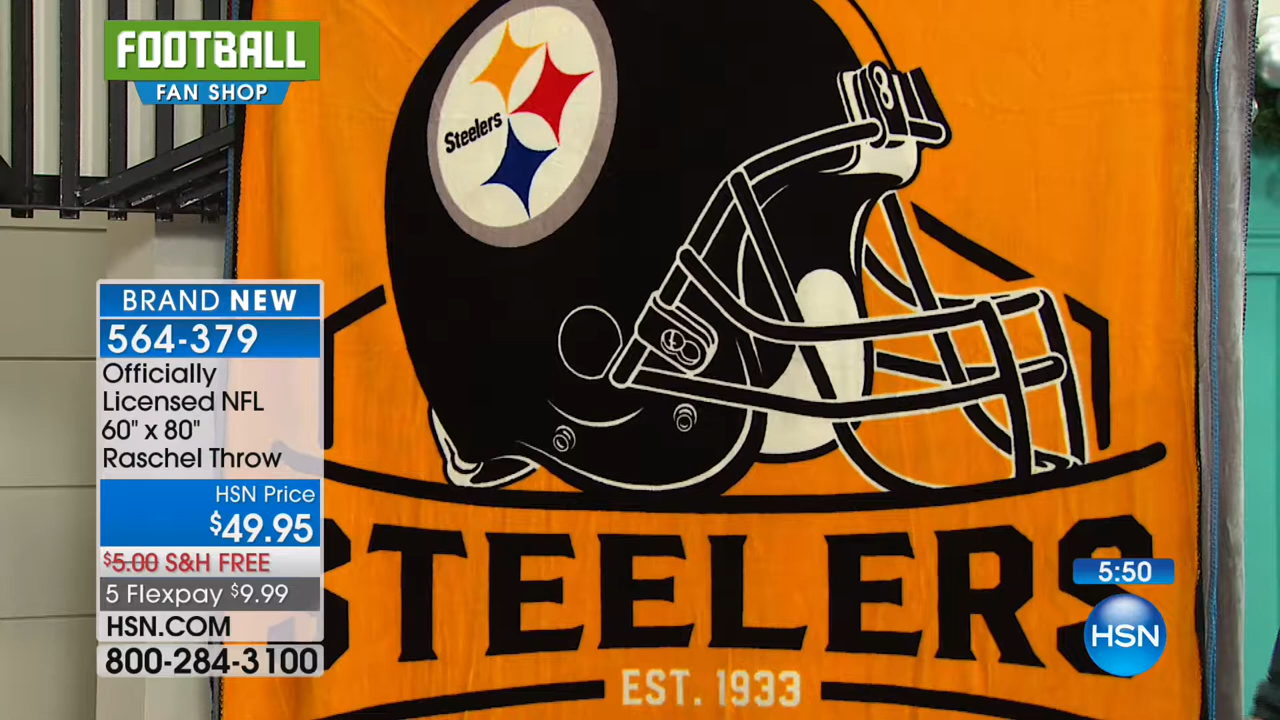 FOOTBALL
FAN SHOP
Steelers
BRAND NEW
564-379
Officially
Licensed NFL
60" x 80"
Raschel Throw
HSN Price
$49.95
$5.00 S&H FREE
5 Flexpay $9.99
HSN.COM
800-284-3100
STEELERS
EST. 1933
5:50
HSN